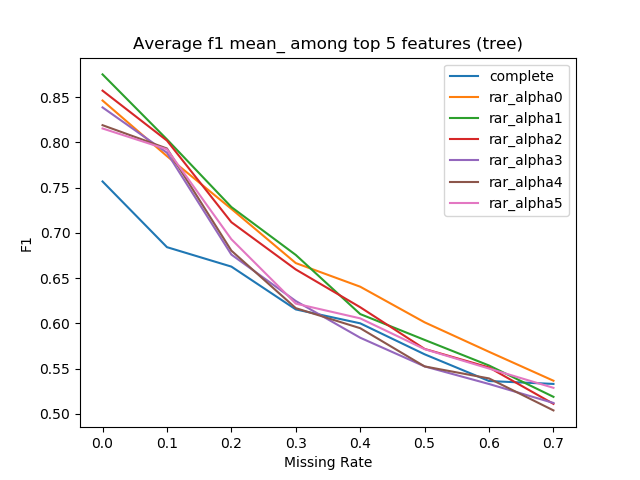 Average f1 mean_ among top 5 features (tree)
complete
rar_alpha0
rar_alpha1
rar_alpha2
rar_alpha3
rar_alpha4
rar_alpha5
F1
0.85
0.80
0.75
0.70
0.65
0.60
0.55
0.50
0.0 0.1 0.2 0.3 0.4 0.5 0.6 0.7
Missing Rate